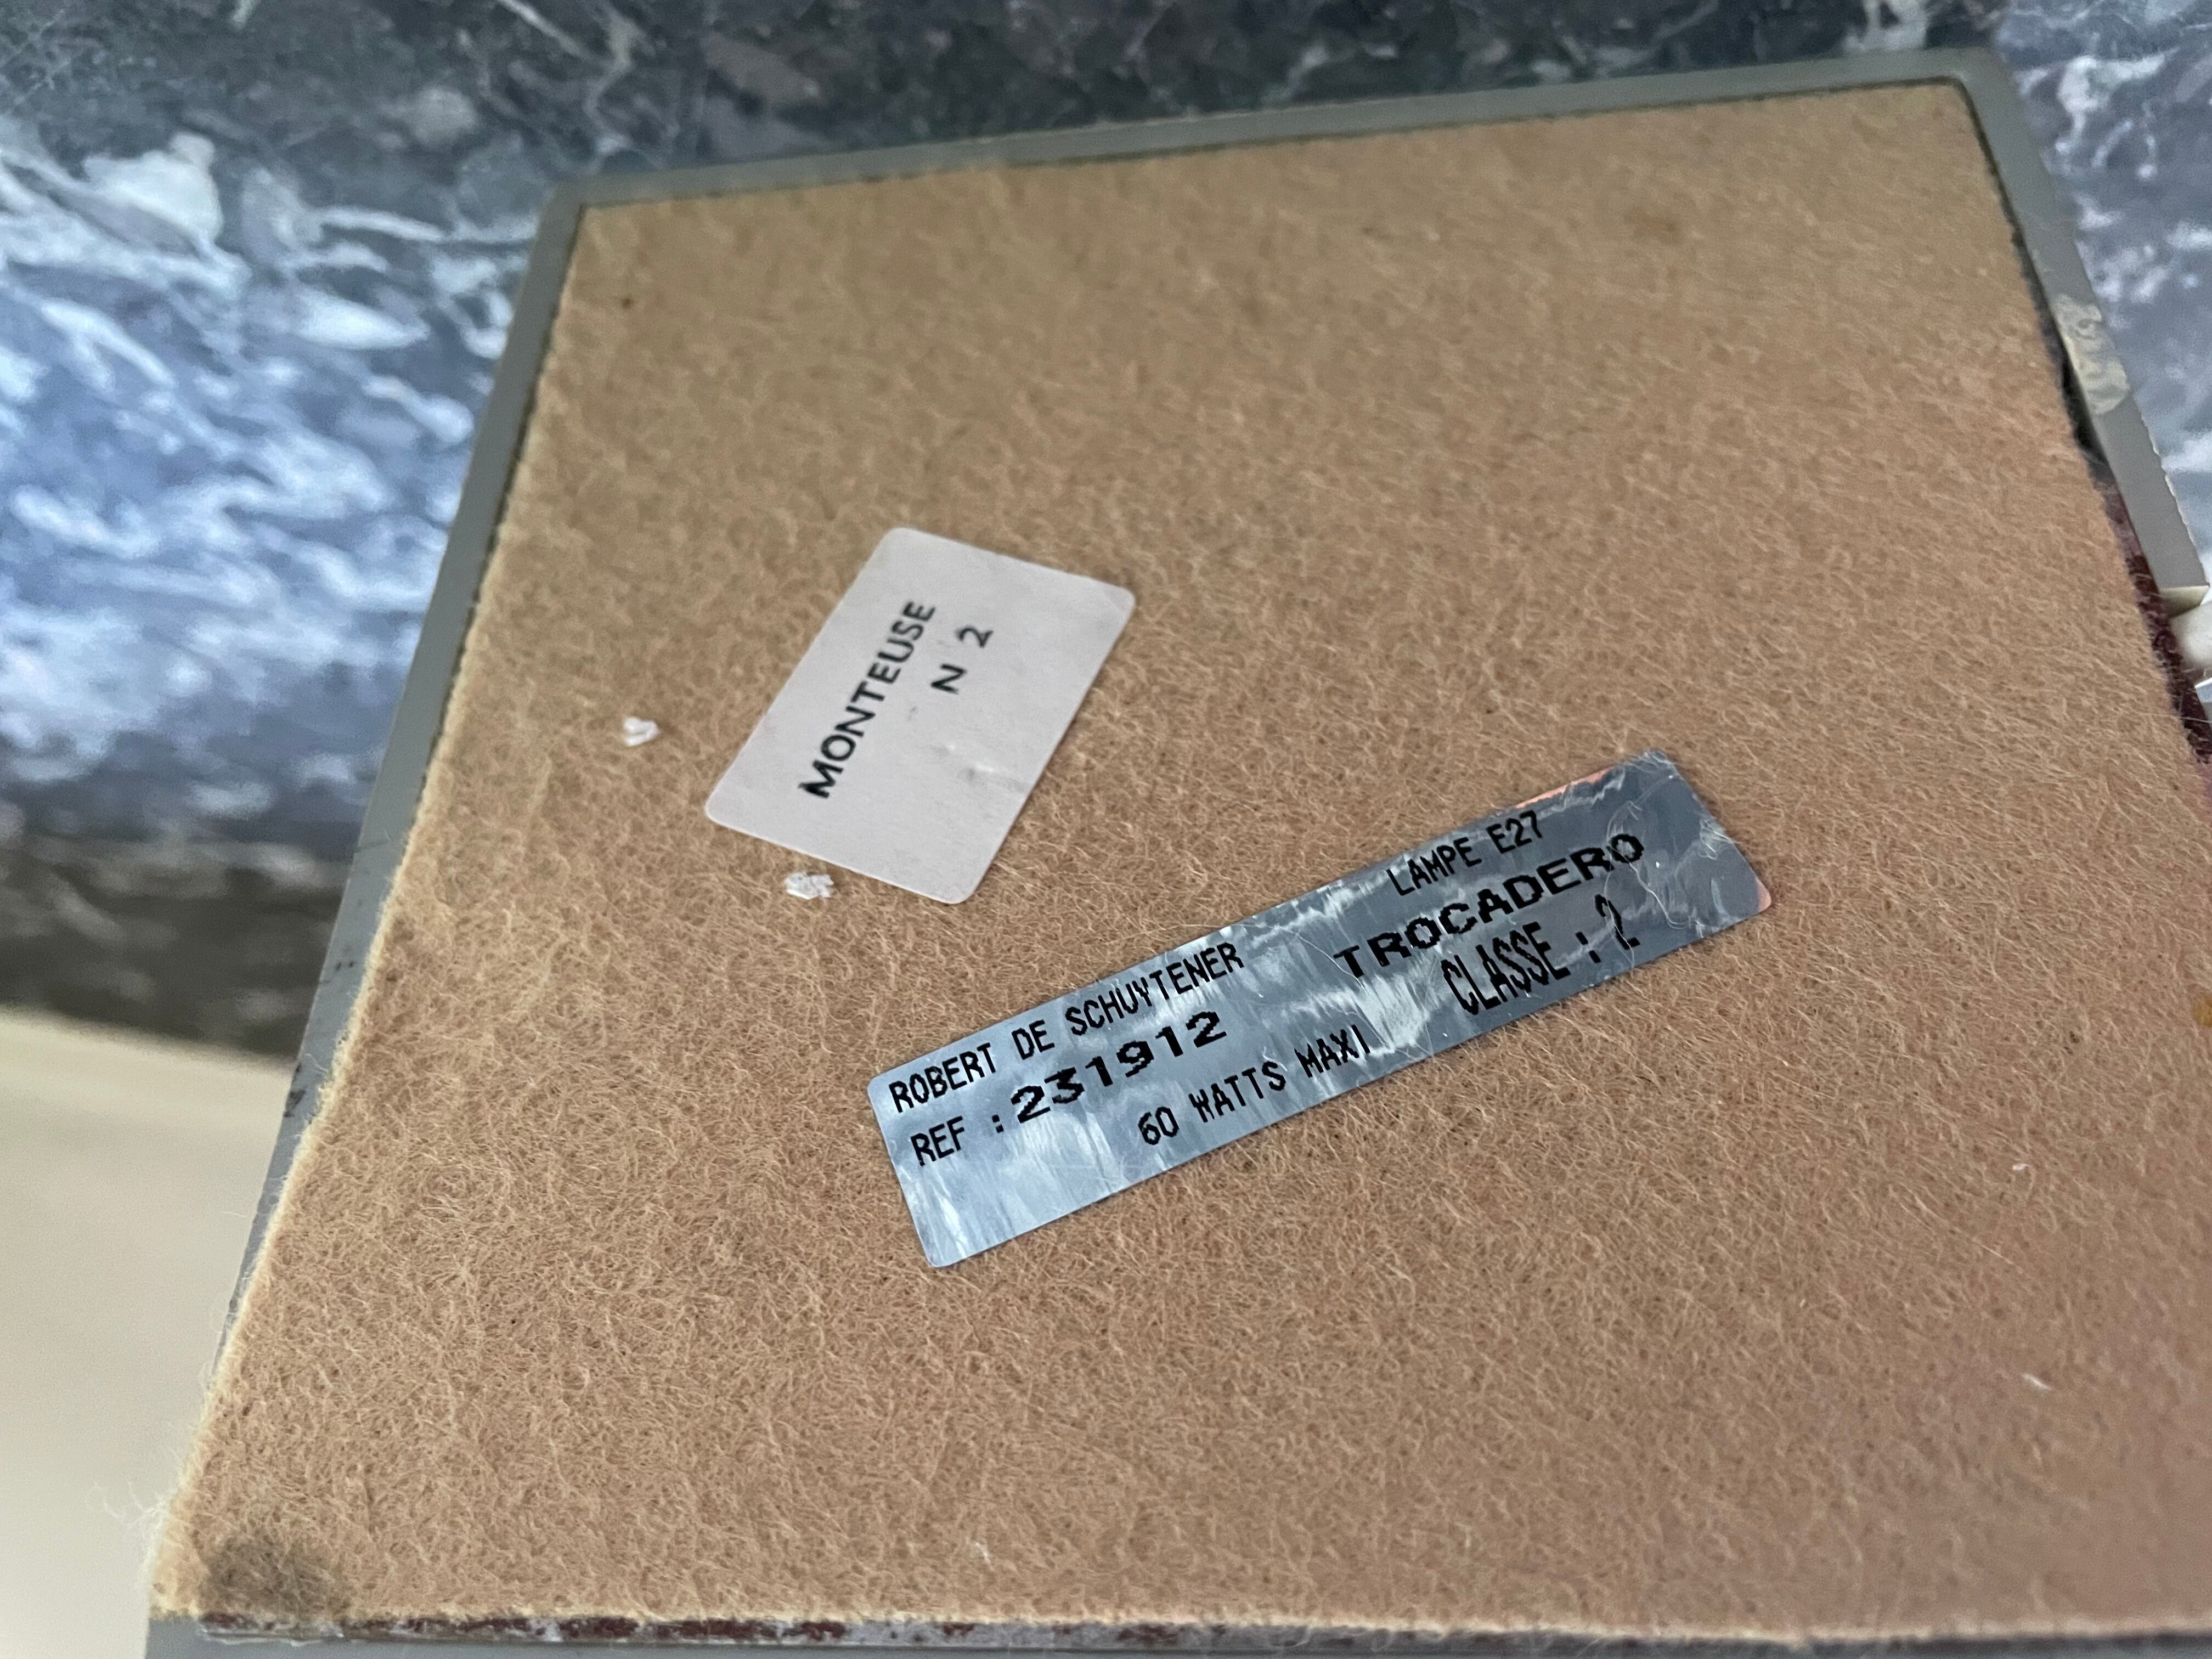 MONTEUSE
N 2
ROBERT DE SCHUYTENER
LAMPE E27
REF : 231912
TROCADERO
60 WATTS MAXI
CLASSE : 2